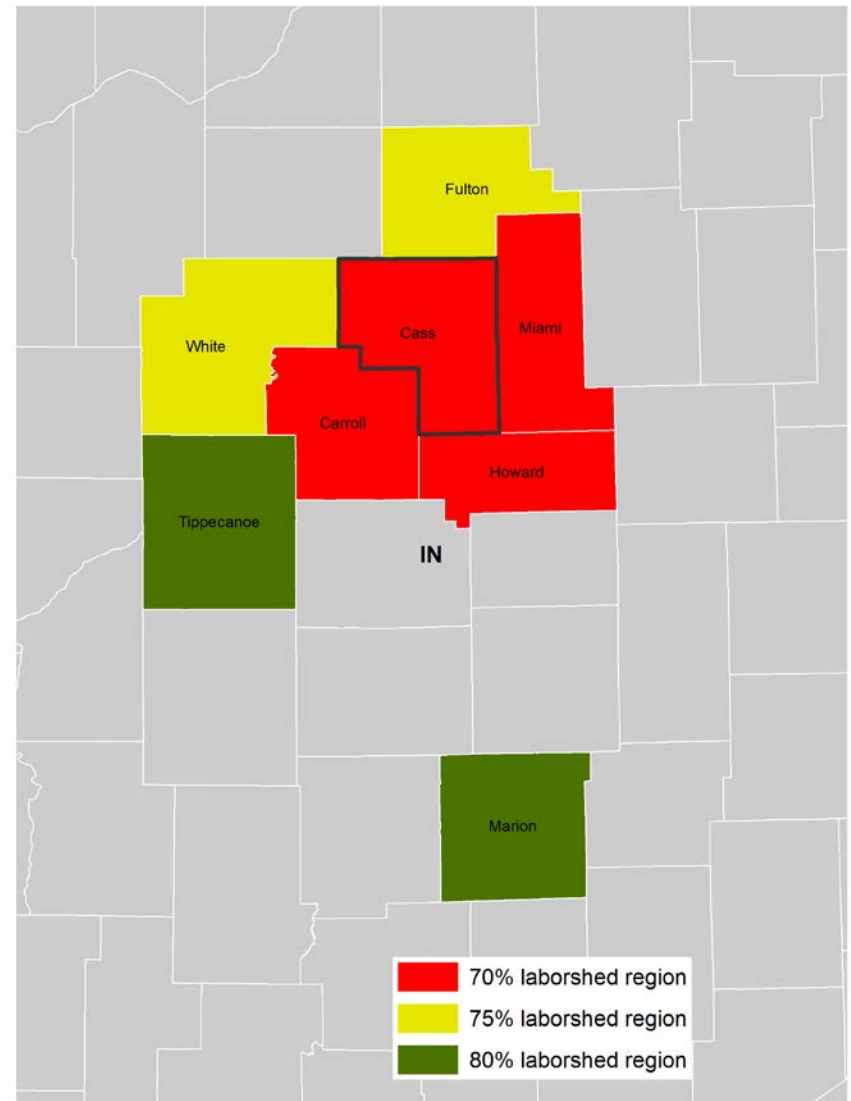 Fulton
Cass
Miami
White
Carroll
Howard
Tippecanoe
IN
Marion
70% laborshed region
75% laborshed region
80% laborshed region